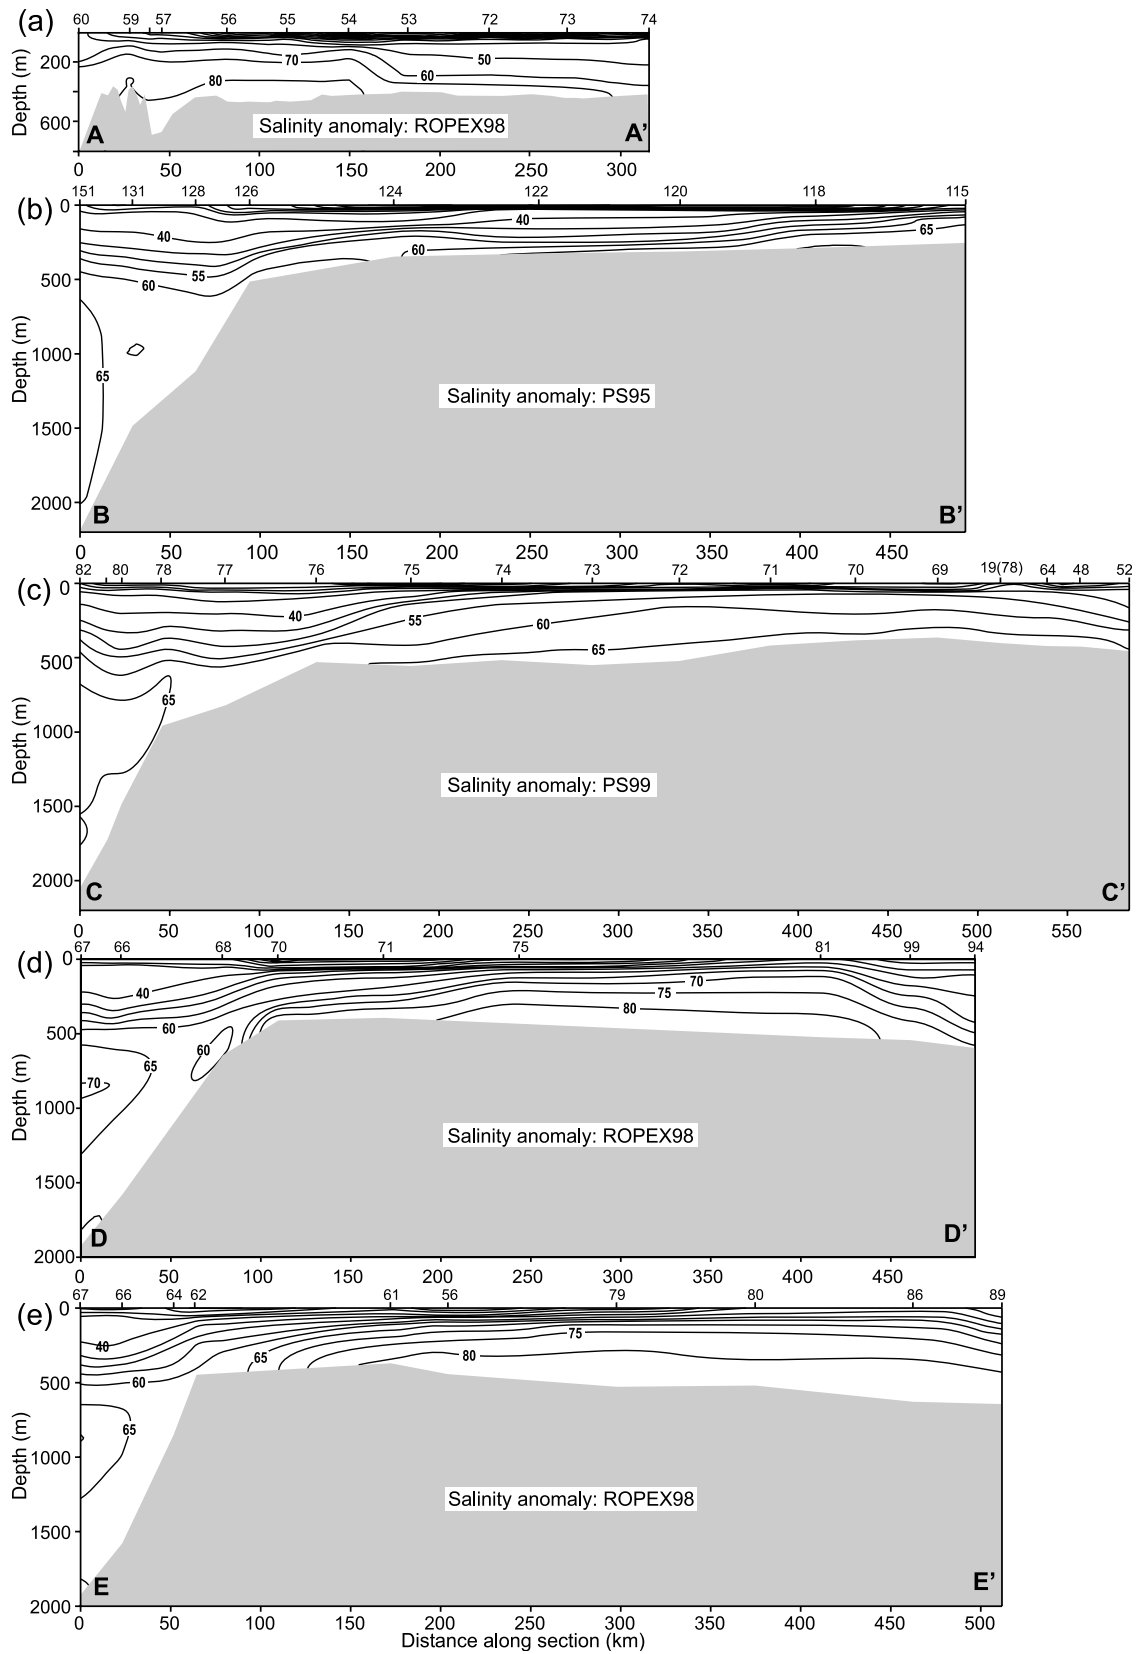 (a) 60 59 57 56 55 54 53 72 73 74
Depth (m)
200
600
70
50
60
80
A
Salinity anomaly: ROPEX98
A'
0 50 100 150 200 250 300
(b) 151 131 128 126 124 122 120 118 115
Depth (m)
0
500
1000
1500
2000
40
40
65
60
55
60
65
Salinity anomaly: PS95
B
B'
0 50 100 150 200 250 300 350 400 450
(c) 82 80 78 77 76 75 74 73 72 71 70 69 19(78) 64 48 52
Depth (m)
0
500
1000
1500
2000
40
55
60
65
65
Salinity anomaly: PS99
C
C'
0 50 100 150 200 250 300 350 400 450 500 550
(d) 67 66 68 70 71 75 81 99 94
Depth (m)
0
500
1000
1500
2000
40
70
75
80
60
60
65
70
Salinity anomaly: ROPEX98
D
D'
0 50 100 150 200 250 300 350 400 450
(e) 67 66 64 62 61 56 79 80 86 89
Depth (m)
0
500
1000
1500
2000
40
75
65
80
60
65
Salinity anomaly: ROPEX98
E
E'
0 50 100 150 200 250 300 350 400 450 500
Distance along section (km)